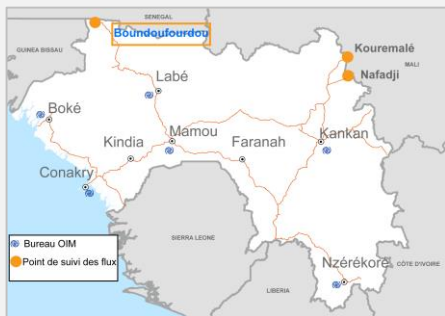 SENEGAL
Boundoufourdou
GUINEA BISSAU
Kouremalé
MALI
Nafadji
Labé
Boké
Kindia
Mamou
Faranah
Kankan
Conakry
Bureau OIM
Point de suivi des flux
SIERRA LEONE
Nzérékoré
CÔTE D'IVOIRE
LIBERIA